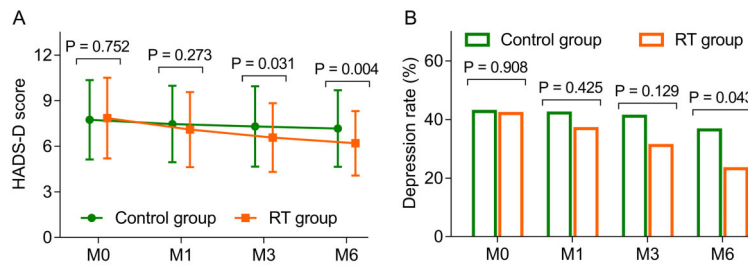 A
HADS-D score
12
9
6
3
0
P = 0.752
P = 0.273
P = 0.031
P = 0.004
Control group
RT group
M0 M1 M3 M6
B
Depression rate (%)
60
40
20
0
Control group
RT group
P = 0.908
P = 0.425
P = 0.129
P = 0.043
M0 M1 M3 M6